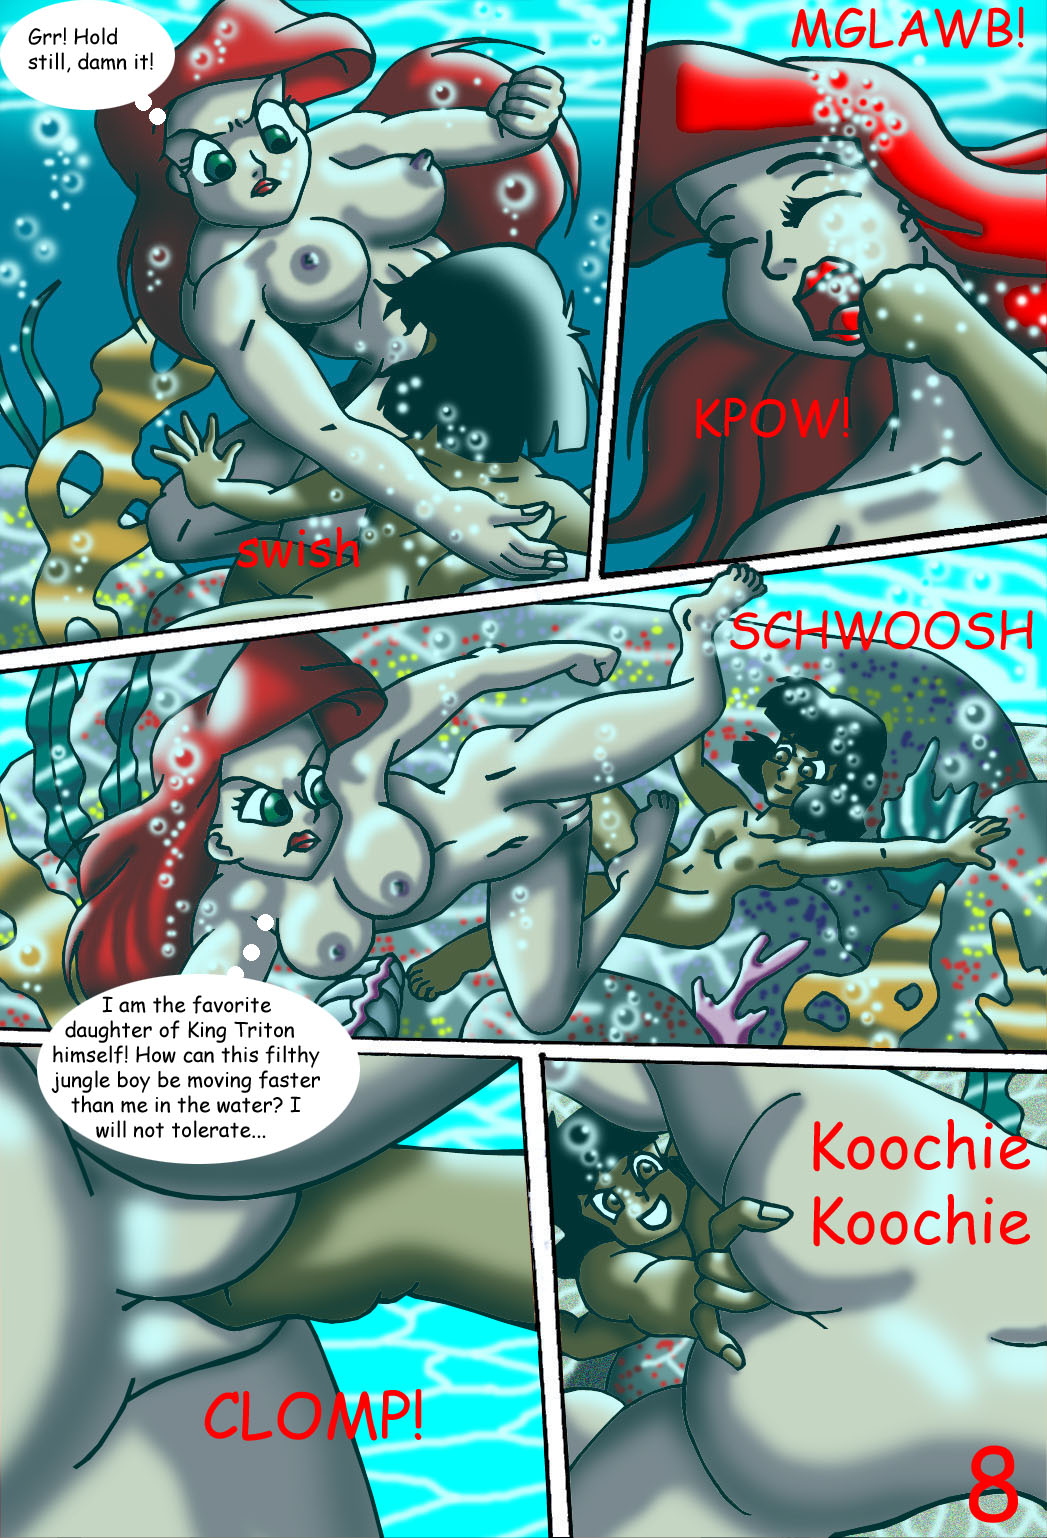 Grr! Hold
still, damn it!
swish
MGLAWB!
KPOW!
SCHWOOSH
I am the favorite
daughter of King Triton
himself! How can this filthy
jungle boy be moving faster
than me in the water? I
will not tolerate...
CLOMP!
Koochie
Koochie
8